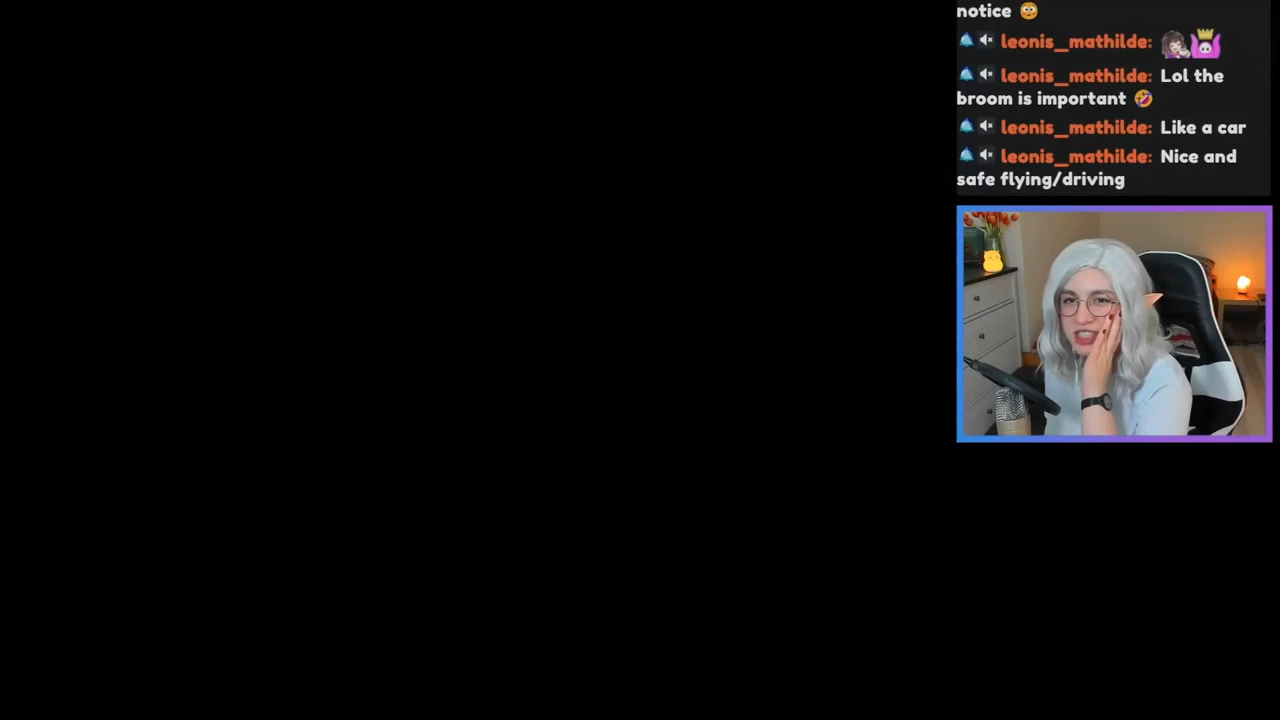 notice 😳
leonis_mathilde:
leonis_mathilde: Lol the
broom is important 🤣
leonis_mathilde: Like a car
leonis_mathilde: Nice and
safe flying/driving